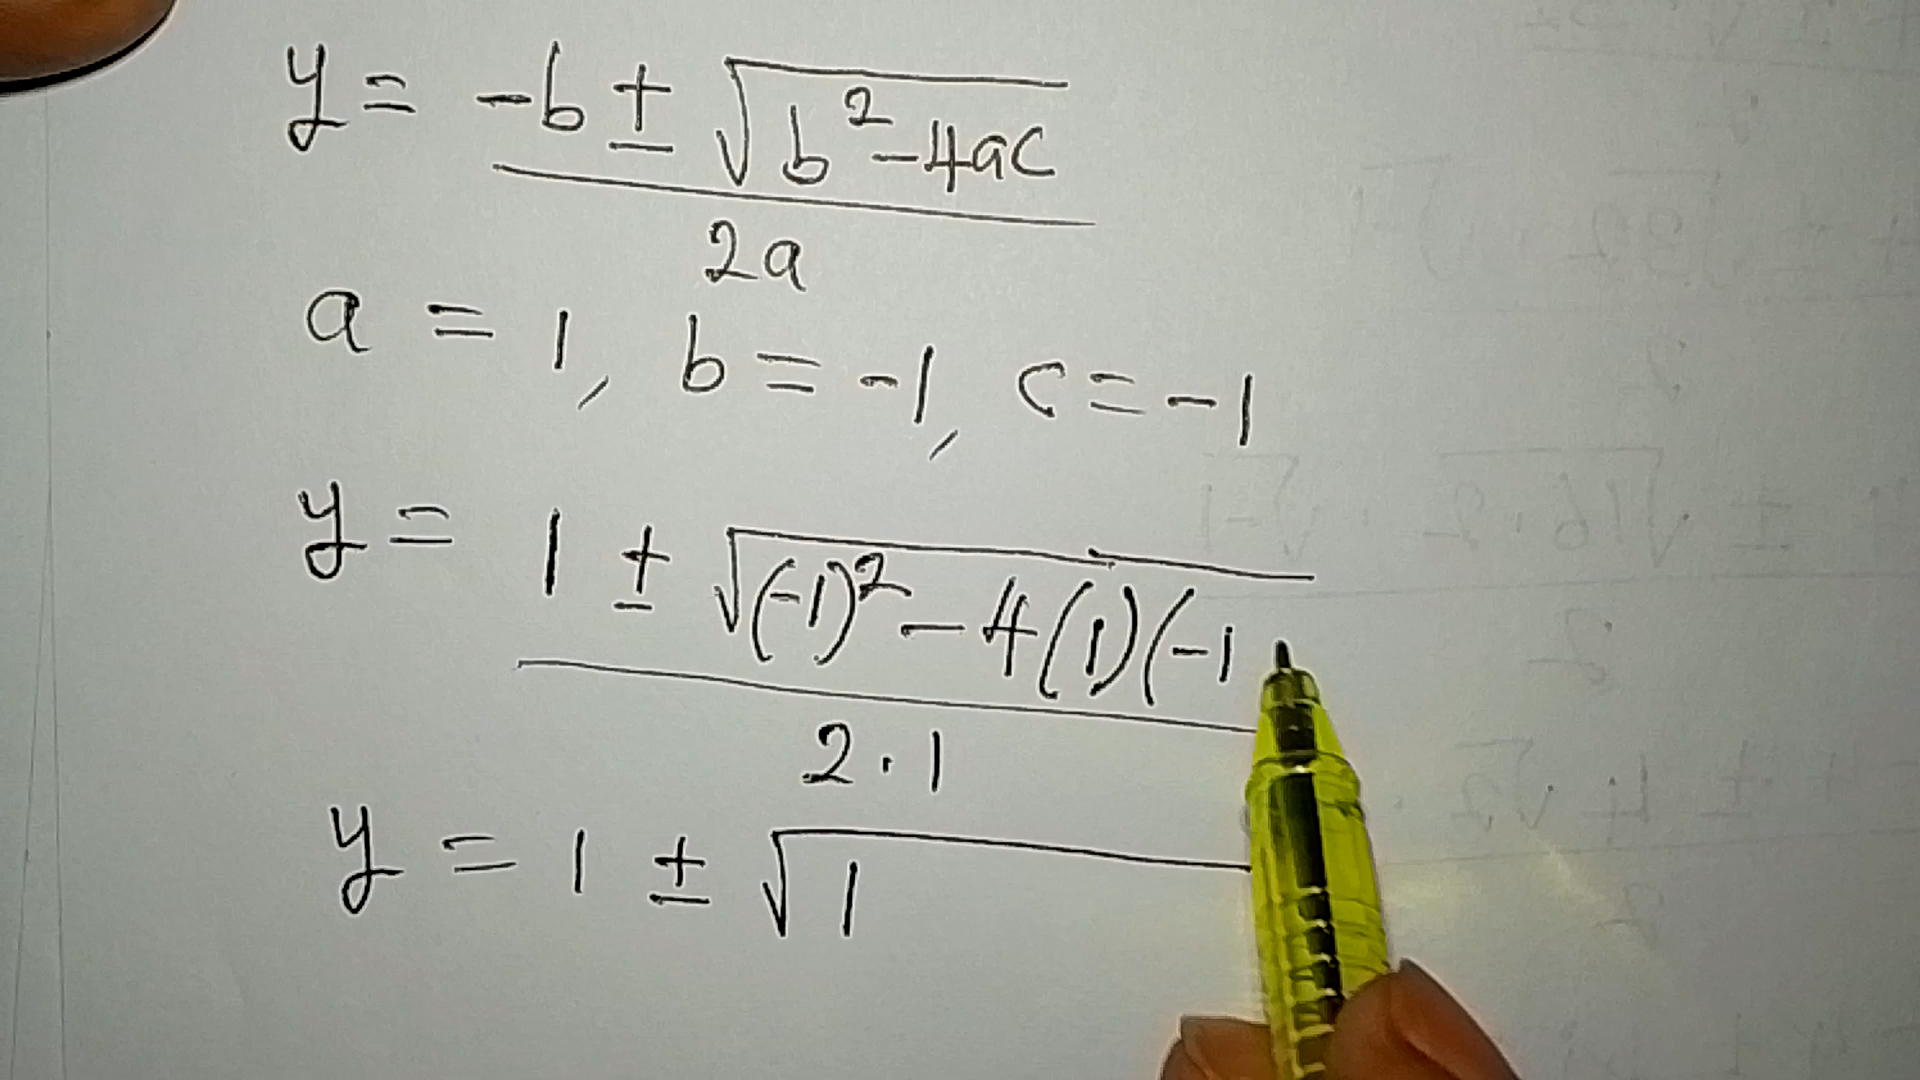 y = -b ± √b² - 4ac
2a
a = 1, b = -1, c = -1
y = 1 ± √(-1)² - 4(1)(-1
2 · 1
y = 1 ± √1